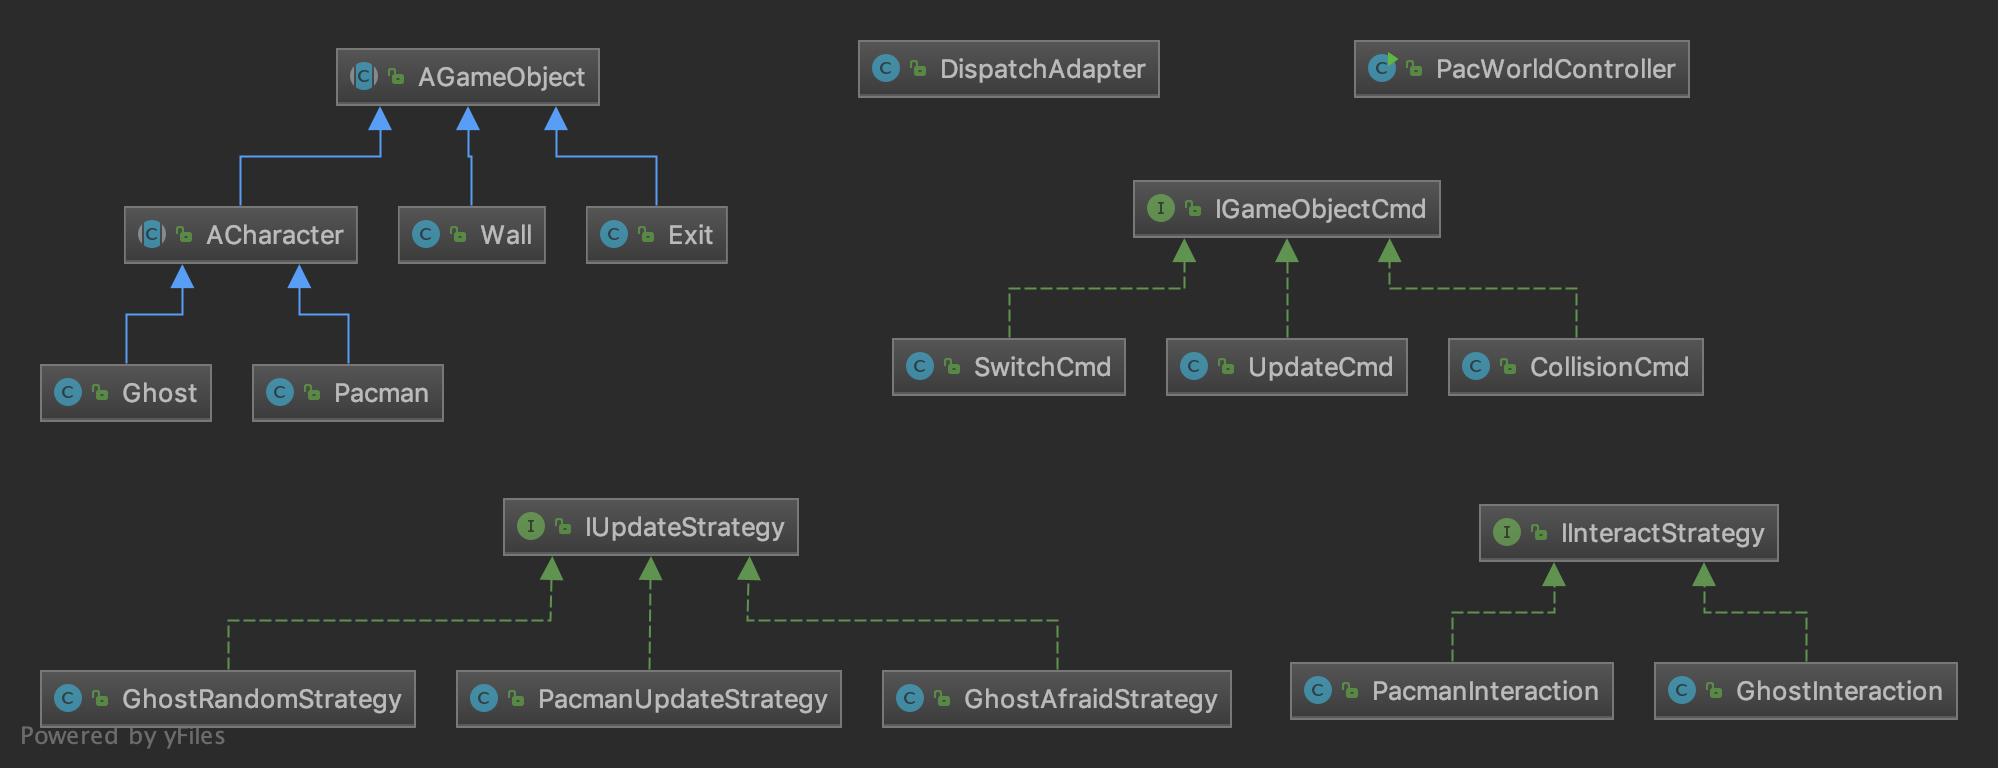 AGameObject
DispatchAdapter
PacWorldController
ACharacter
Wall
Exit
IGameObjectCmd
Ghost
Pacman
SwitchCmd
UpdateCmd
CollisionCmd
IUpdateStrategy
IInteractStrategy
GhostRandomStrategy
PacmanUpdateStrategy
GhostAfraidStrategy
PacmanInteraction
GhostInteraction
Powered by yFiles